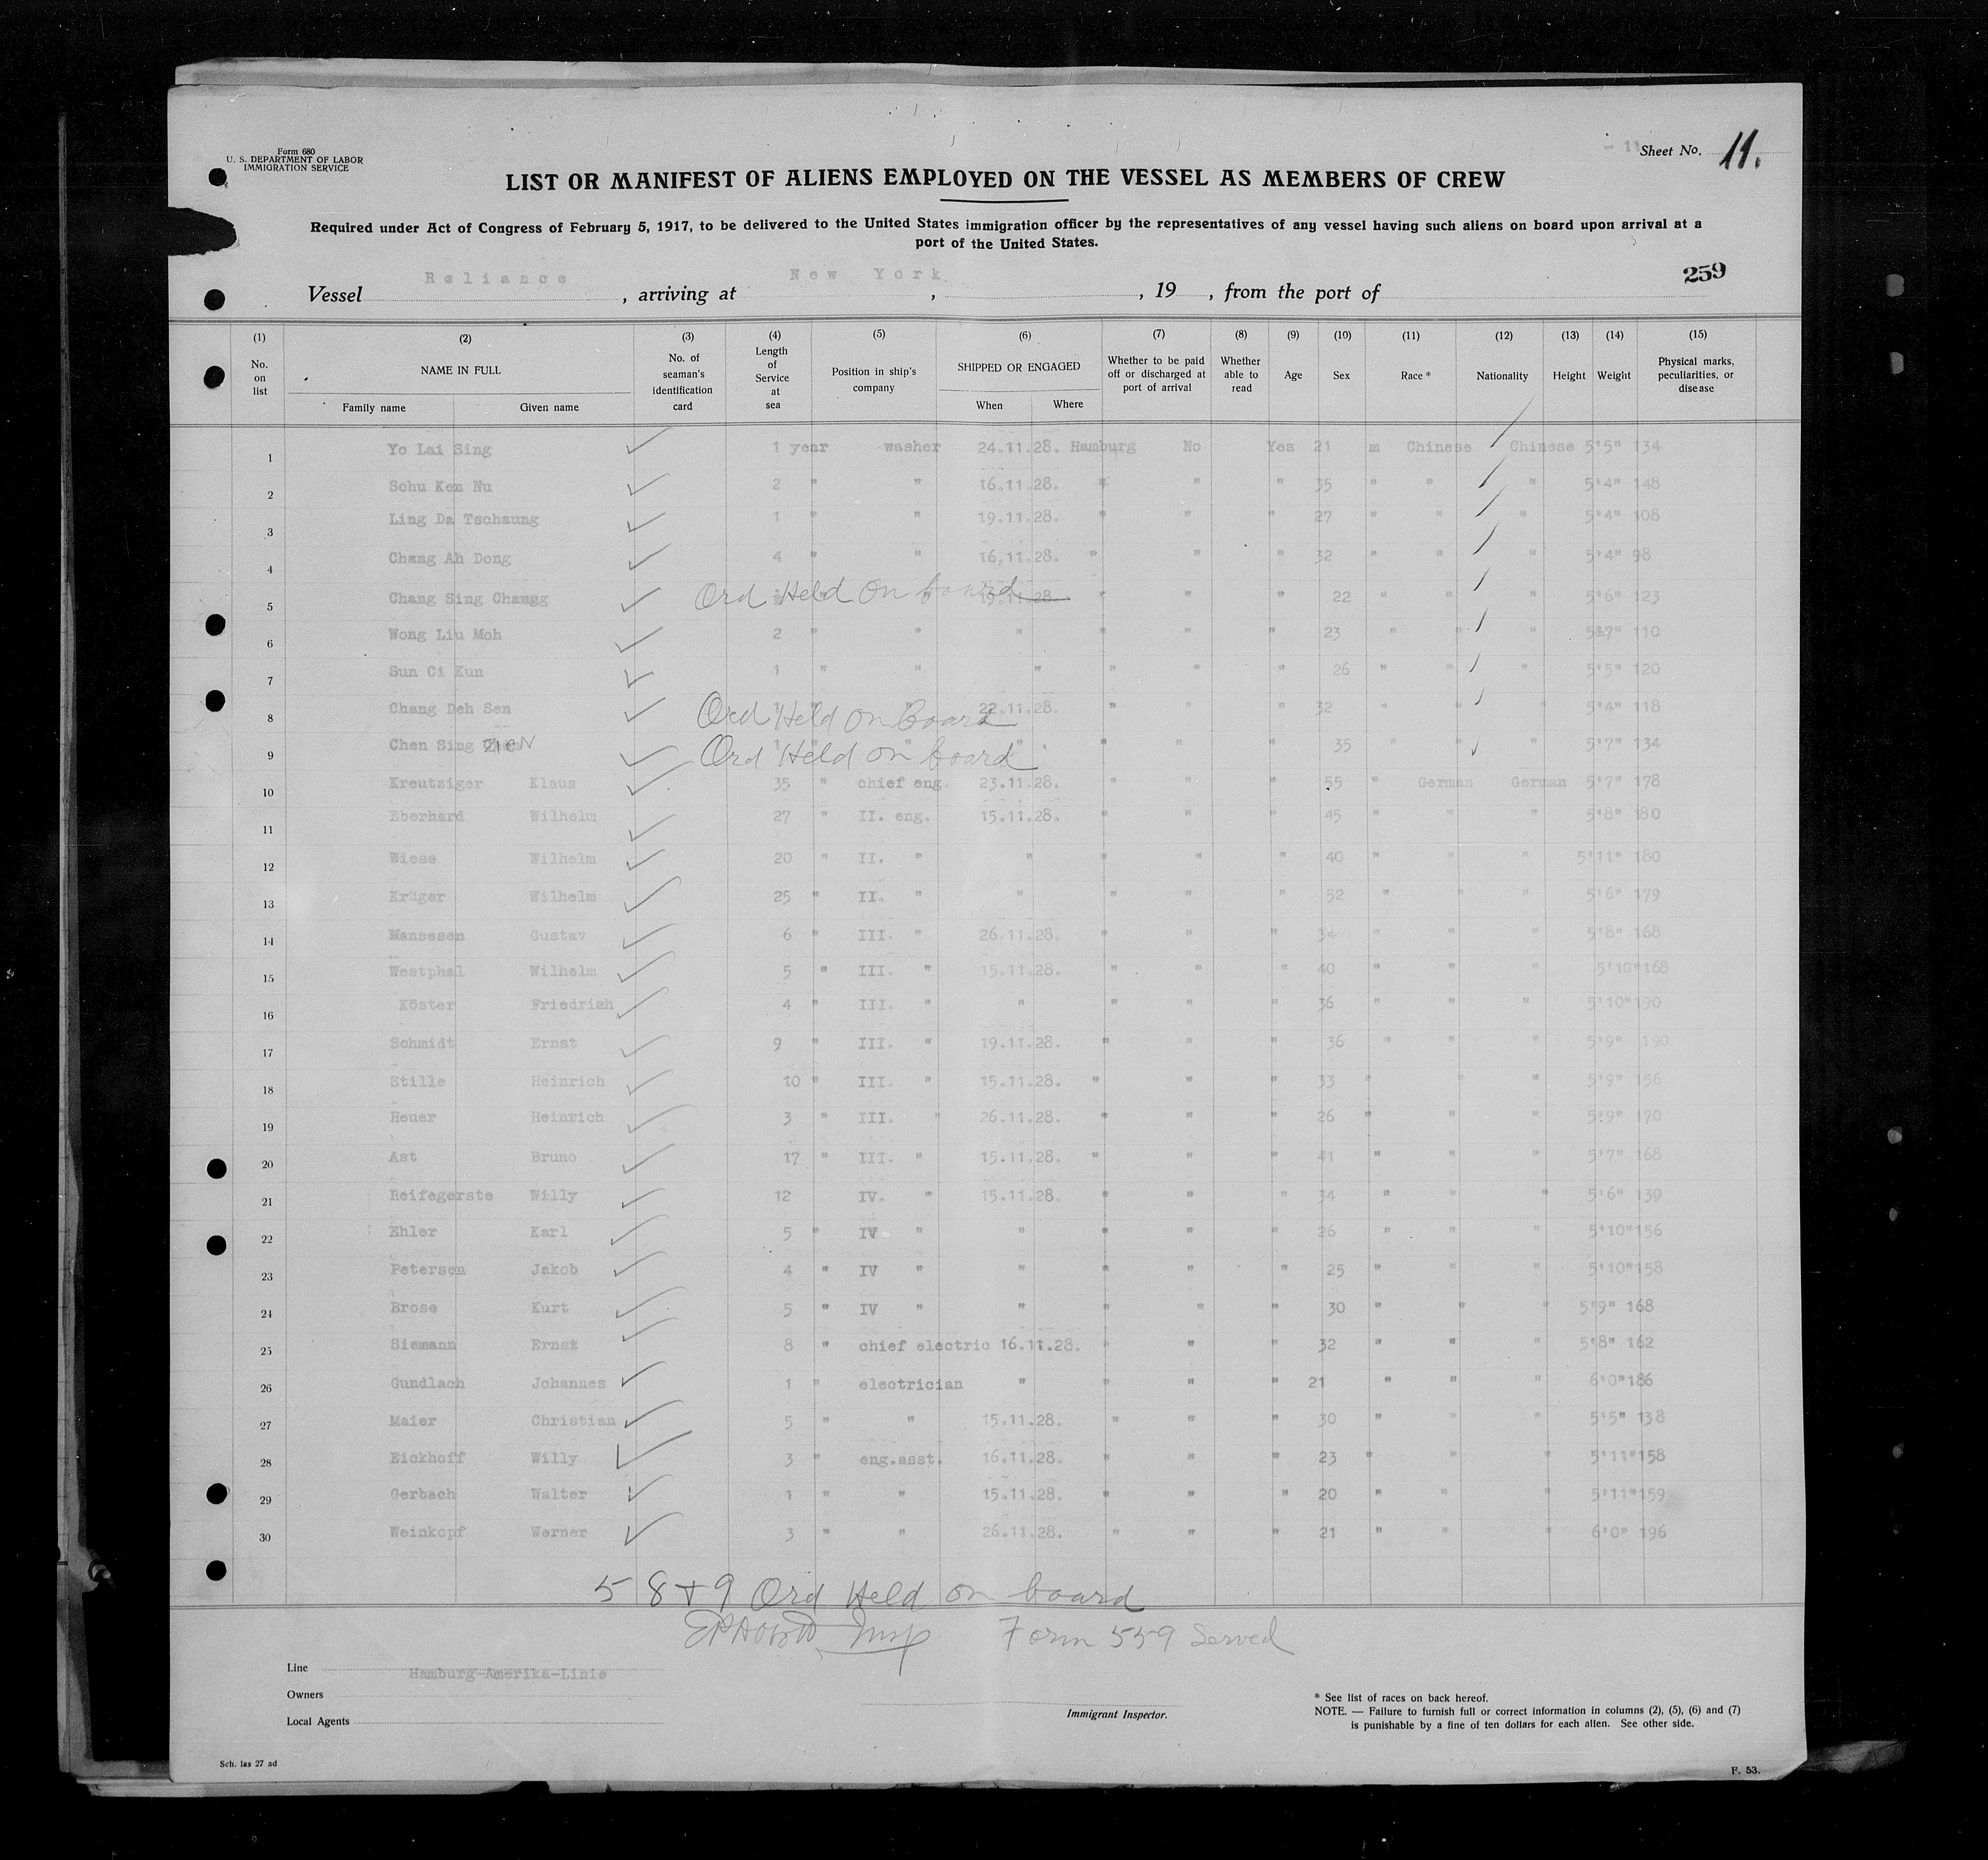 Form 680
U. S. DEPARTMENT OF LABOR
IMMIGRATION SERVICE
- 11 Sheet No. 11.
LIST OR MANIFEST OF ALIENS EMPLOYED ON THE VESSEL AS MEMBERS OF CREW
Required under Act of Congress of February 5, 1917, to be delivered to the United States immigration officer by the representatives of any vessel having such aliens on board upon arrival at a
port of the United States.
Vessel Reliance, arriving at New York, , 19 , from the port of
259
(1) (2) (3) (4) (5) (6) (7) (8) (9) (10) (11) (12) (13) (14) (15)
No. on list NAME IN FULL Family name Given name No. of seaman's identification card Length of Service at sea Position in ship's company SHIPPED OR ENGAGED When Where Whether to be paid off or discharged at port of arrival Whether able to read Age Sex Race * Nationality Height Weight Physical marks, peculiarities, or disease
1 Yo Lai Sing 1 year washer 24.11.28. Hamburg No Yes 21 m Chinese Chinese 5'5" 134
2 Sohu Ken Nu 2 " " 16.11.28. " " " 35 " " " 5'4" 148
3 Ling Da Tschaung 1 " " 19.11.28. " " " 27 " " " 5'4" 108
4 Chang Ah Dong 4 " " 16.11.28. " " " 32 " " " 5'4" 98
5 Chang Sing Changg Ord Held on board 19.11.28 " " " 22 " " " 5'6" 123
6 Wong Liu Moh 2 " " " " " " 23 " " " 5'7" 110
7 Sun Ci Kun 1 " " " " " " 26 " " " 5'5" 120
8 Chang Deh Sen 1 Ord Held on board 22.11.28. " " " 32 " " " 5'4" 118
9 Chen Sing ZIEN 1 Ord Held on board " " " " 35 " " " 5'7" 134
10 Kreutziger Klaus 35 " chief eng. 23.11.28. " " " 55 " German German 5'7" 178
11 Eberhard Wilhelm 27 " II. eng. 15.11.28. " " " 45 " " " 5'8" 180
12 Wiese Wilhelm 20 " II. " " " " " 40 " " " 5'11" 180
13 Krüger Wilhelm 25 " II. " " " " " 52 " " " 5'6" 179
14 Mansesen Gustav 6 " III. " 26.11.28. " " " 34 " " " 5'8" 168
15 Westphal Wilhelm 5 " III. " 15.11.28. " " " 40 " " " 5'10" 168
16 Köster Friedrich 4 " III. " " " " " 36 " " " 5'10" 190
17 Schmidt Ernst 9 " III. " 19.11.28. " " " 36 " " " 5'9" 190
18 Stille Heinrich 10 " III. " 15.11.28. " " " 33 " " " 5'9" 156
19 Heuer Heinrich 3 " III. " 26.11.28. " " " 26 " " " 5'9" 170
20 Ast Bruno 17 " III. " 15.11.28. " " " 41 " " " 5'7" 168
21 Reifegerste Willy 12 IV. " 15.11.28. " " " 34 " " " 5'6" 139
22 Ehler Karl 5 " IV " " " " " 26 " " " 5'10" 156
23 Petersen Jakob 4 " IV " " " " " 25 " " " 5'10" 158
24 Brose Kurt 5 " IV " " " " " 30 " " " 5'9" 168
25 Siemann Ernst 8 " chief electric 16.11.28. " " " 32 " " " 5'8" 162
26 Gundlach Johannes 1 " electrician " " " " 21 " " " 6'0" 186
27 Maier Christian 5 " " 15.11.28. " " " 30 " " " 5'5" 138
28 Eickhoff Willy 3 " eng.asst. 16.11.28. " " " 23 " " " 5'11" 158
29 Gerbach Walter 1 " " 15.11.28. " " " 20 " " " 5'11" 159
30 Weinkopf Werner 3 " " 26.11.28. " " " 21 " " " 6'0" 196
5 8 + 9 Ord Held on board
Insp Form 559 Served
Line Hamburg-Amerika-Linie
Owners
Local Agents
Immigrant Inspector.
* See list of races on back hereof.
NOTE. — Failure to furnish full or correct information in columns (2), (5), (6) and (7)
is punishable by a fine of ten dollars for each alien. See other side.
Sch. las 27 ad
F. 53.